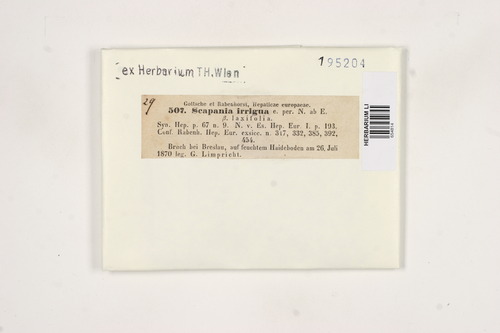 ex Herbarium TH.Wien
195204
29
Gottsche et Rabenhorst, Hepaticae europaeae.
507. Scapania irrigua c. per. N. ab E.
β. laxifolia.
Syn. Hep. p. 67 n. 9. N. v. Es. Hep. Eur I. p. 193.
Conf. Rabenh. Hep. Eur. exsicc. n. 317, 332, 385, 392,
454.
Bruch bei Breslau, auf feuchtem Haideboden am 26. Juli
1870 leg. G. Limpricht.
HERBARIUM LI